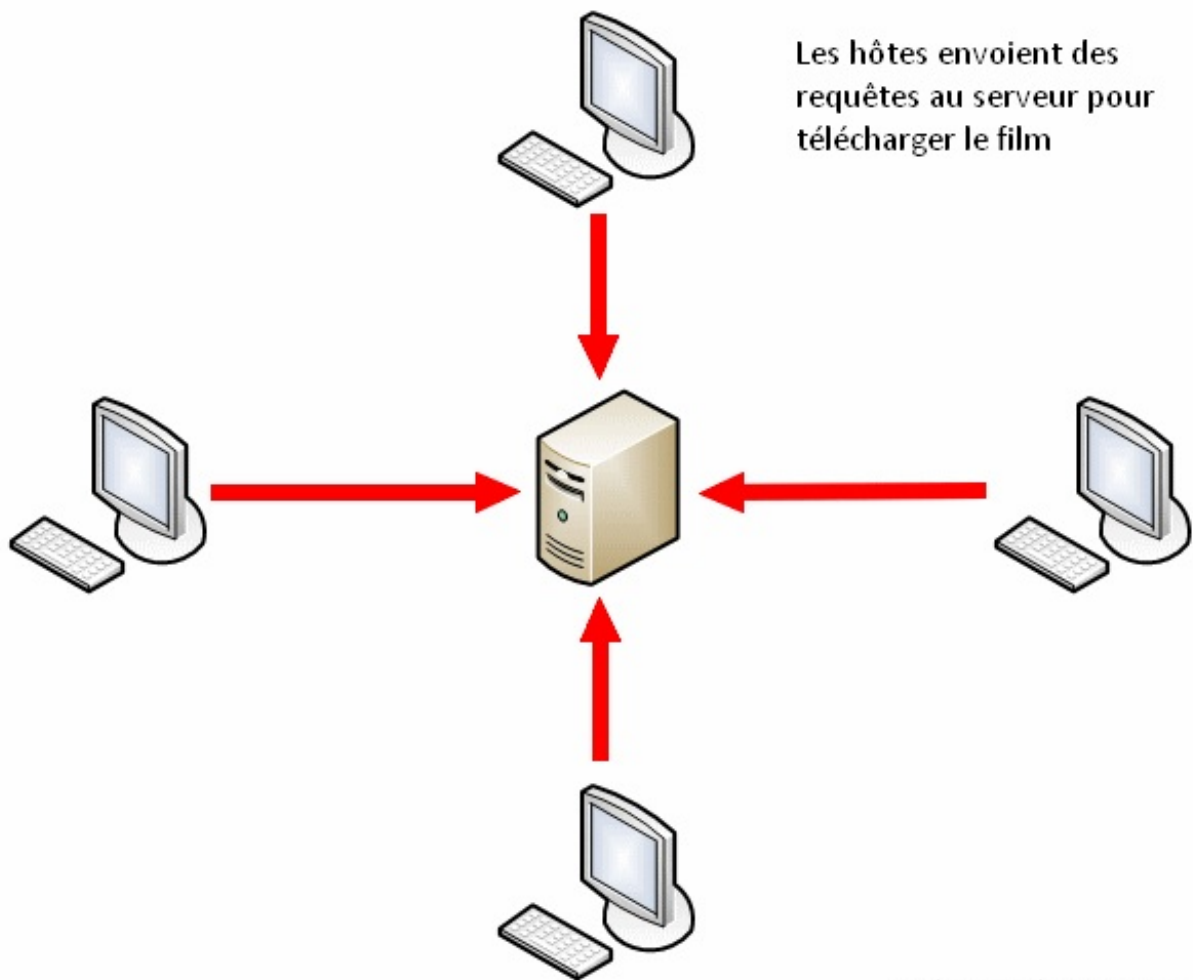 Les hôtes envoient des
requêtes au serveur pour
télécharger le film